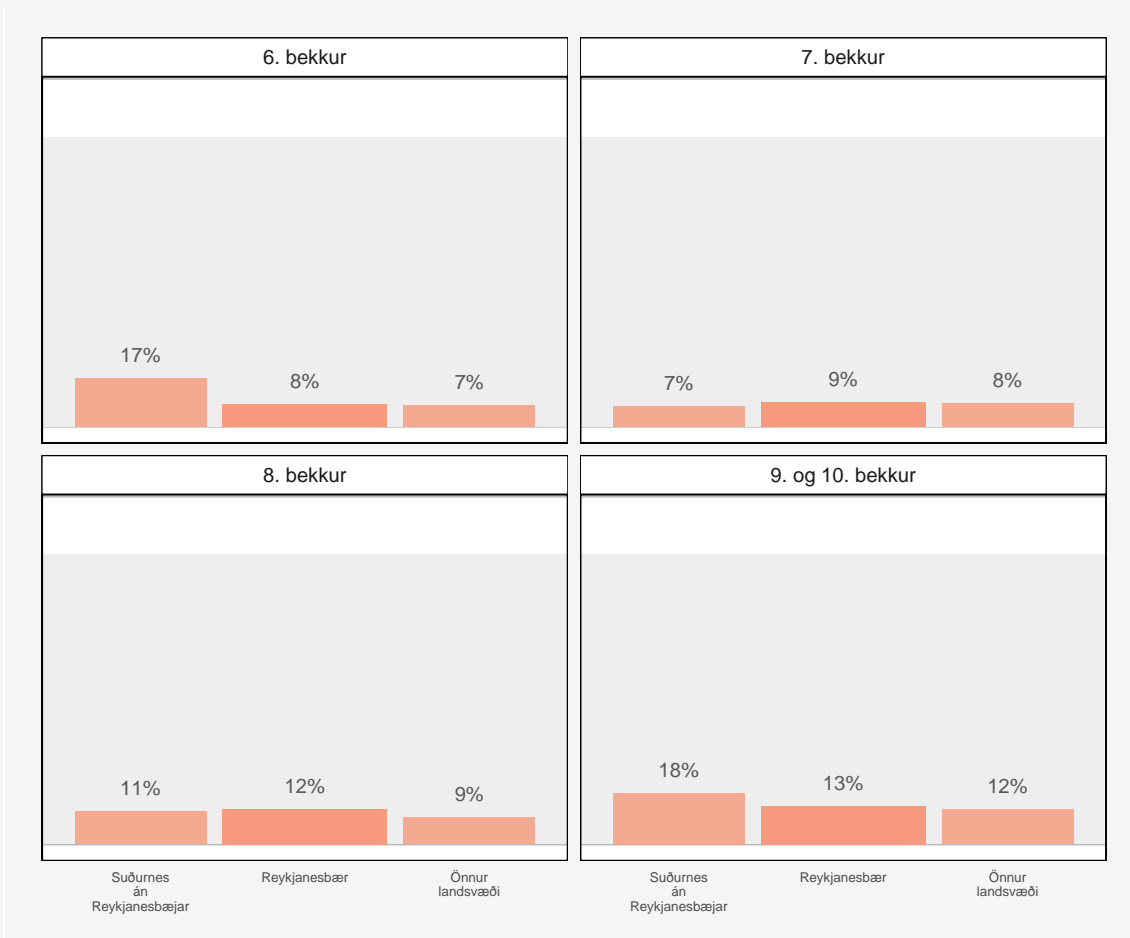 6. bekkur
17%
8%
7%
7. bekkur
7%
9%
8%
8. bekkur
11%
12%
9%
Suðurnes
án
Reykjanesbæjar
Reykjanesbær
Önnur
landsvæði
9. og 10. bekkur
18%
13%
12%
Suðurnes
án
Reykjanesbæjar
Reykjanesbær
Önnur
landsvæði